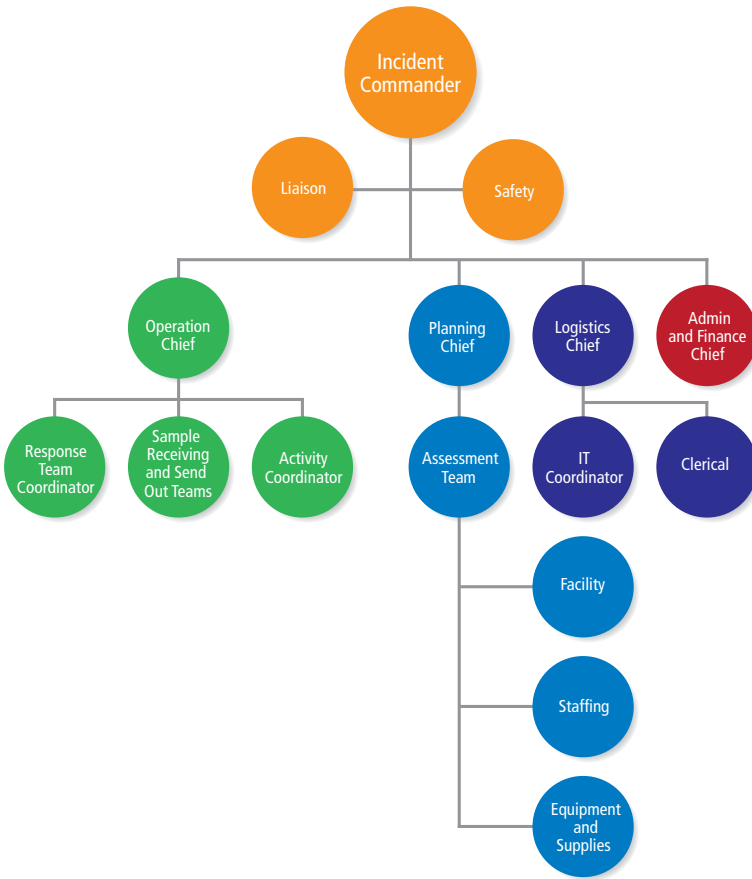 Incident
Commander
Liaison
Safety
Operation
Chief
Planning
Chief
Logistics
Chief
Admin
and Finance
Chief
Response
Team
Coordinator
Sample
Receiving
and Send
Out Teams
Activity
Coordinator
Assessment
Team
IT
Coordinator
Clerical
Facility
Staffing
Equipment
and
Supplies